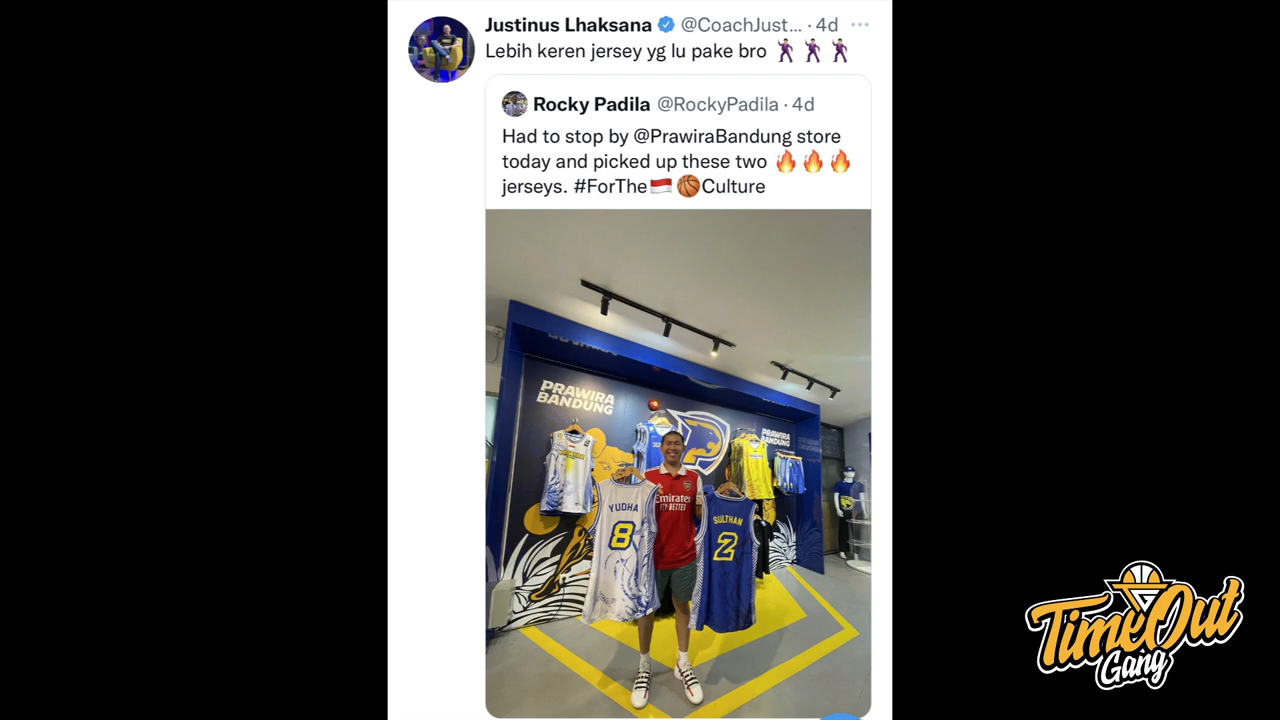 Justinus Lhaksana @CoachJust... · 4d ...
Lebih keren jersey yg lu pake bro 🕺🕺🕺
Rocky Padila @RockyPadila · 4d
Had to stop by @PrawiraBandung store
today and picked up these two 🔥🔥🔥
jerseys. #ForThe🇮🇩🏀Culture
PRAWIRA
BANDUNG
PRAWIRA
BANDUNG
YUDHA
8
Emirates
FLY BETTER
SULTHAN
2
TimeOut
Gang